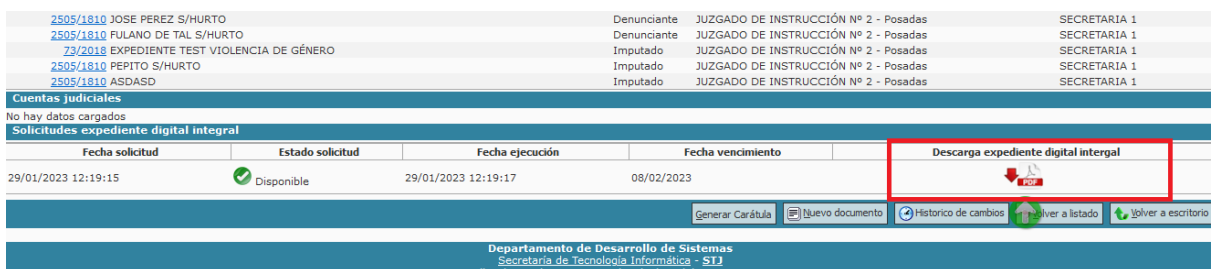 2505/1810 JOSE PEREZ S/HURTO Denunciante JUZGADO DE INSTRUCCIÓN Nº 2 - Posadas SECRETARIA 1
2505/1810 FULANO DE TAL S/HURTO Denunciante JUZGADO DE INSTRUCCIÓN Nº 2 - Posadas SECRETARIA 1
73/2018 EXPEDIENTE TEST VIOLENCIA DE GÉNERO Imputado JUZGADO DE INSTRUCCIÓN Nº 2 - Posadas SECRETARIA 1
2505/1810 PEPITO S/HURTO Imputado JUZGADO DE INSTRUCCIÓN Nº 2 - Posadas SECRETARIA 1
2505/1810 ASDASD Imputado JUZGADO DE INSTRUCCIÓN Nº 2 - Posadas SECRETARIA 1
Cuentas judiciales
No hay datos cargados
Solicitudes expediente digital integral
Fecha solicitud Estado solicitud Fecha ejecución Fecha vencimiento Descarga expediente digital intergal
29/01/2023 12:19:15 Disponible 29/01/2023 12:19:17 08/02/2023 PDF
Generar Carátula Nuevo documento Historico de cambios Volver a listado Volver a escritorio
Departamento de Desarrollo de Sistemas
Secretaría de Tecnología Informática - STJ